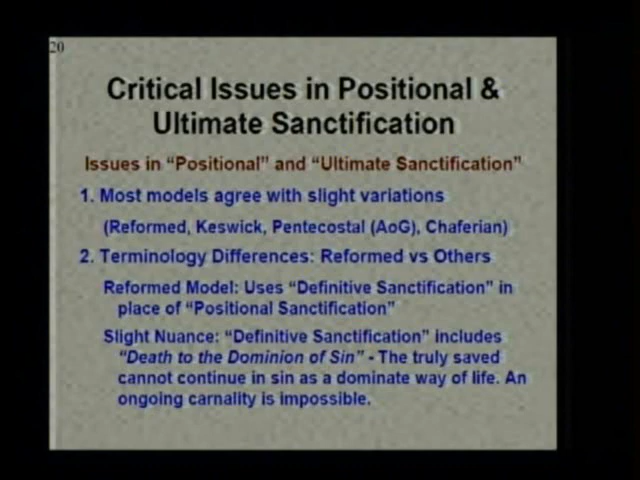 20
Critical Issues in Positional &
Ultimate Sanctification
Issues in “Positional” and “Ultimate Sanctification”
1. Most models agree with slight variations
(Reformed, Keswick, Pentecostal (AoG), Chaferian)
2. Terminology Differences: Reformed vs Others
Reformed Model: Uses “Definitive Sanctification” in
place of “Positional Sanctification”
Slight Nuance: “Definitive Sanctification” includes
“Death to the Dominion of Sin” - The truly saved
cannot continue in sin as a dominate way of life. An
ongoing carnality is impossible.